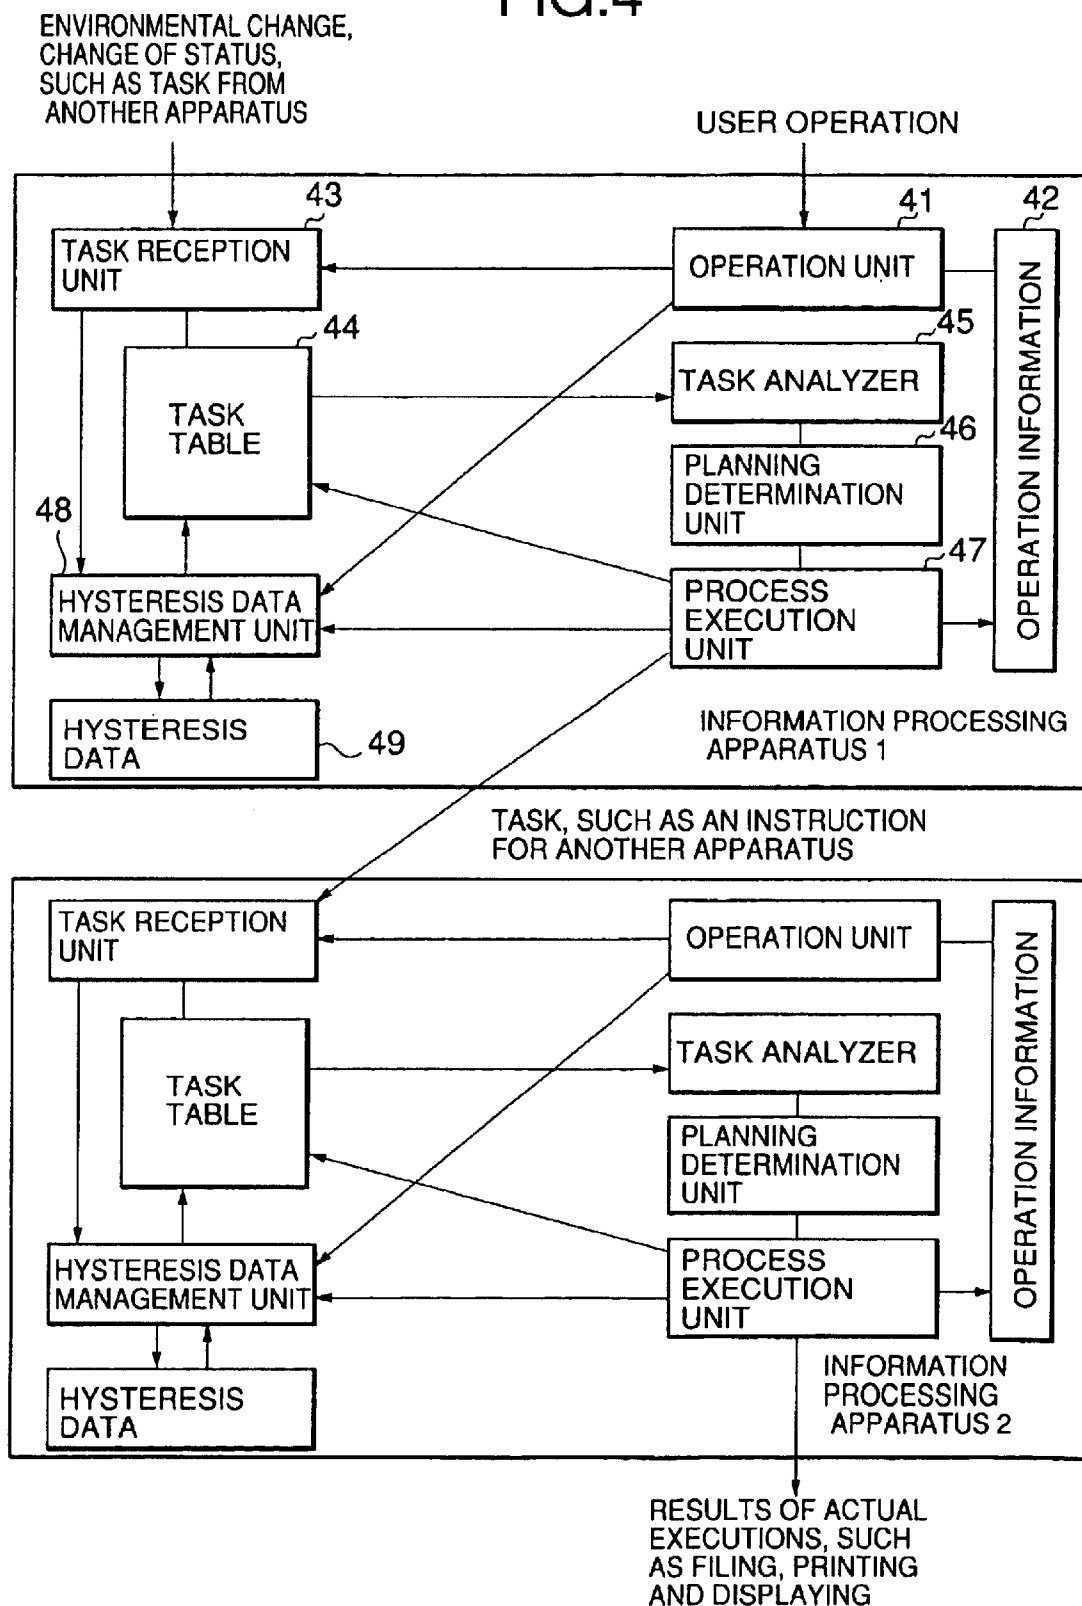 FIG.4
ENVIRONMENTAL CHANGE,
CHANGE OF STATUS,
SUCH AS TASK FROM
ANOTHER APPARATUS
USER OPERATION
43
41
42
TASK RECEPTION
UNIT
OPERATION UNIT
OPERATION INFORMATION
44
45
TASK
TABLE
TASK ANALYZER
46
PLANNING
DETERMINATION
UNIT
48
47
HYSTERESIS DATA
MANAGEMENT UNIT
PROCESS
EXECUTION
UNIT
HYSTERESIS
DATA
49
INFORMATION PROCESSING
APPARATUS 1
TASK, SUCH AS AN INSTRUCTION
FOR ANOTHER APPARATUS
TASK RECEPTION
UNIT
OPERATION UNIT
OPERATION INFORMATION
TASK
TABLE
TASK ANALYZER
PLANNING
DETERMINATION
UNIT
HYSTERESIS DATA
MANAGEMENT UNIT
PROCESS
EXECUTION
UNIT
HYSTERESIS
DATA
INFORMATION
PROCESSING
APPARATUS 2
RESULTS OF ACTUAL
EXECUTIONS, SUCH
AS FILING, PRINTING
AND DISPLAYING